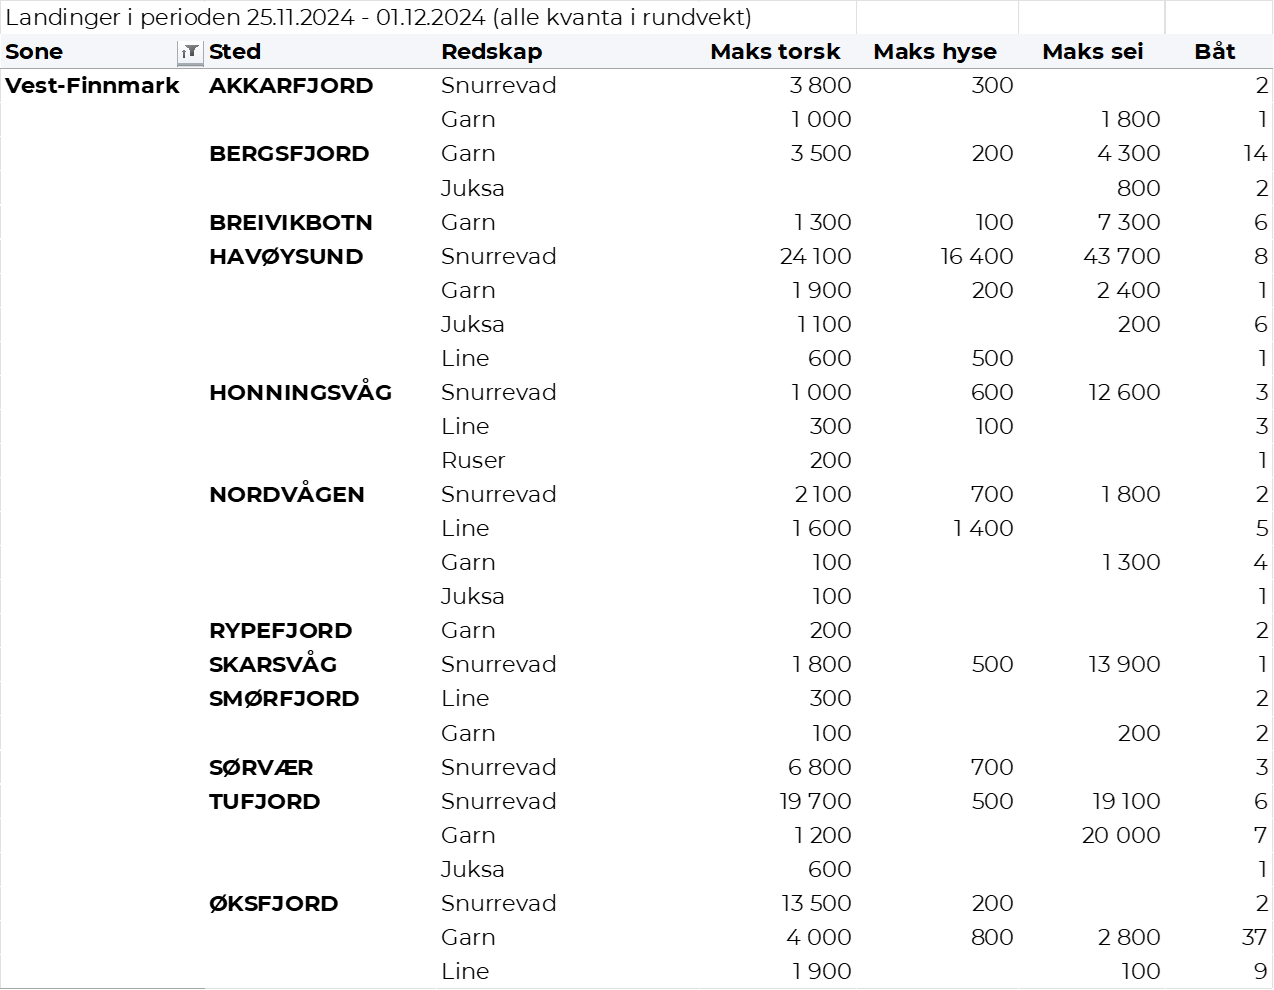 Landinger i perioden 25.11.2024 - 01.12.2024 (alle kvanta i rundvekt)
Sone Sted Redskap Maks torsk Maks hyse Maks sei Båt
Vest-Finnmark AKKARFJORD Snurrevad 3 800 300 2
Garn 1 000 1 800 1
BERGSFJORD Garn 3 500 200 4 300 14
Juksa 800 2
BREIVIKBOTN Garn 1 300 100 7 300 6
HAVØYSUND Snurrevad 24 100 16 400 43 700 8
Garn 1 900 200 2 400 1
Juksa 1 100 200 6
Line 600 500 1
HONNINGSVÅG Snurrevad 1 000 600 12 600 3
Line 300 100 3
Ruser 200 1
NORDVÅGEN Snurrevad 2 100 700 1 800 2
Line 1 600 1 400 5
Garn 100 1 300 4
Juksa 100 1
RYPEFJORD Garn 200 2
SKARSVÅG Snurrevad 1 800 500 13 900 1
SMØRFJORD Line 300 2
Garn 100 200 2
SØRVÆR Snurrevad 6 800 700 3
TUFJORD Snurrevad 19 700 500 19 100 6
Garn 1 200 20 000 7
Juksa 600 1
ØKSFJORD Snurrevad 13 500 200 2
Garn 4 000 800 2 800 37
Line 1 900 100 9